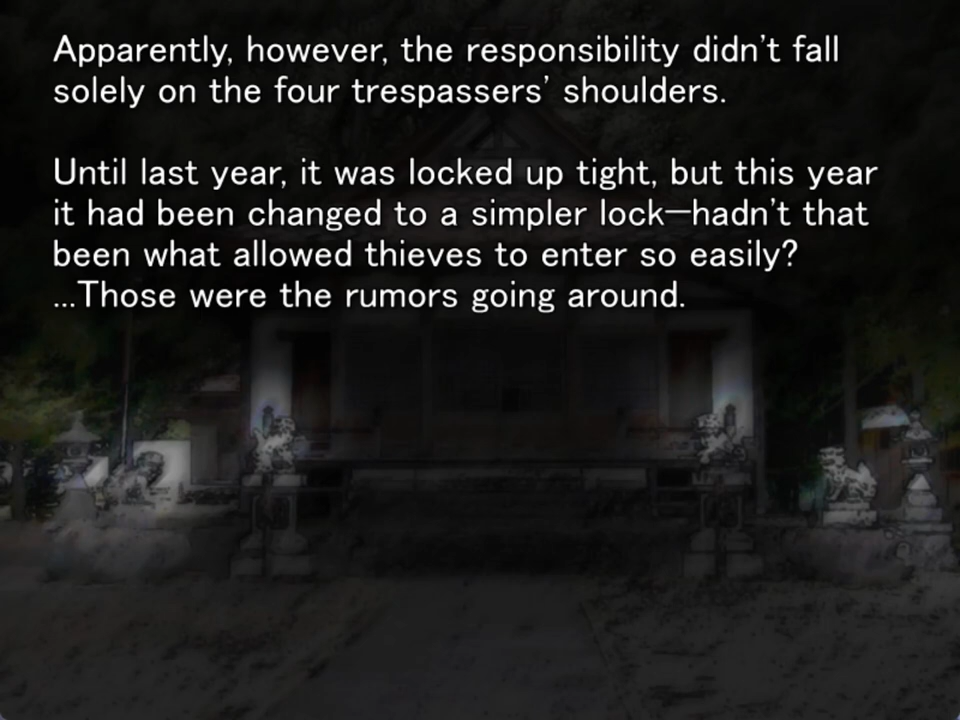 Apparently, however, the responsibility didn't fall
solely on the four trespassers' shoulders.
Until last year, it was locked up tight, but this year
it had been changed to a simpler lock—hadn't that
been what allowed thieves to enter so easily?
...Those were the rumors going around.